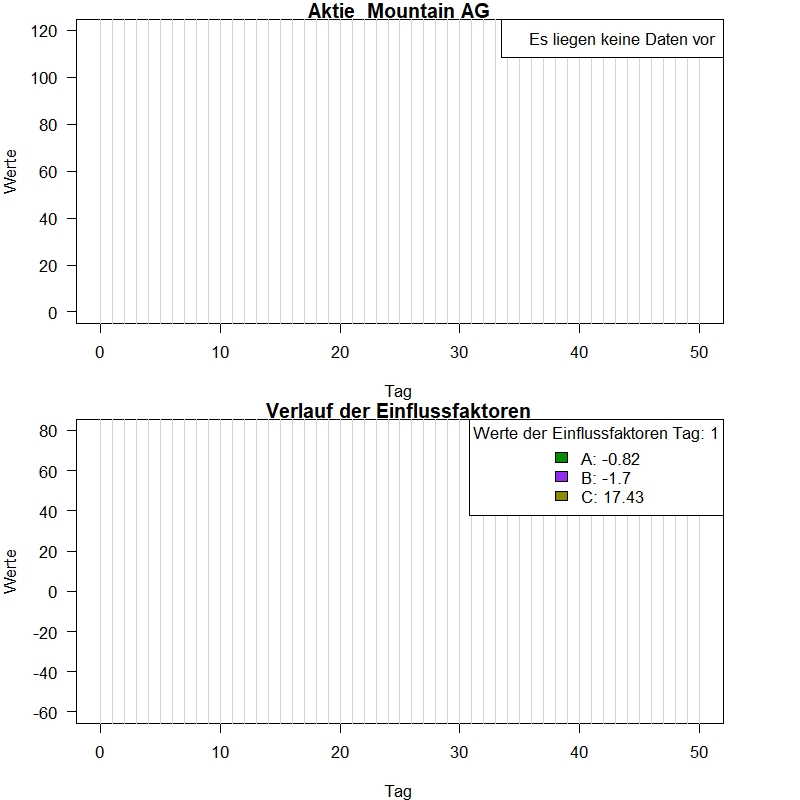 Aktie  Mountain AG
Es liegen keine Daten vor
120
100
80
60
40
20
0
Werte
0 10 20 30 40 50
Tag
Verlauf der Einflussfaktoren
Werte der Einflussfaktoren Tag: 1
A: -0.82
B: -1.7
C: 17.43
80
60
40
20
0
-20
-40
-60
Werte
0 10 20 30 40 50
Tag